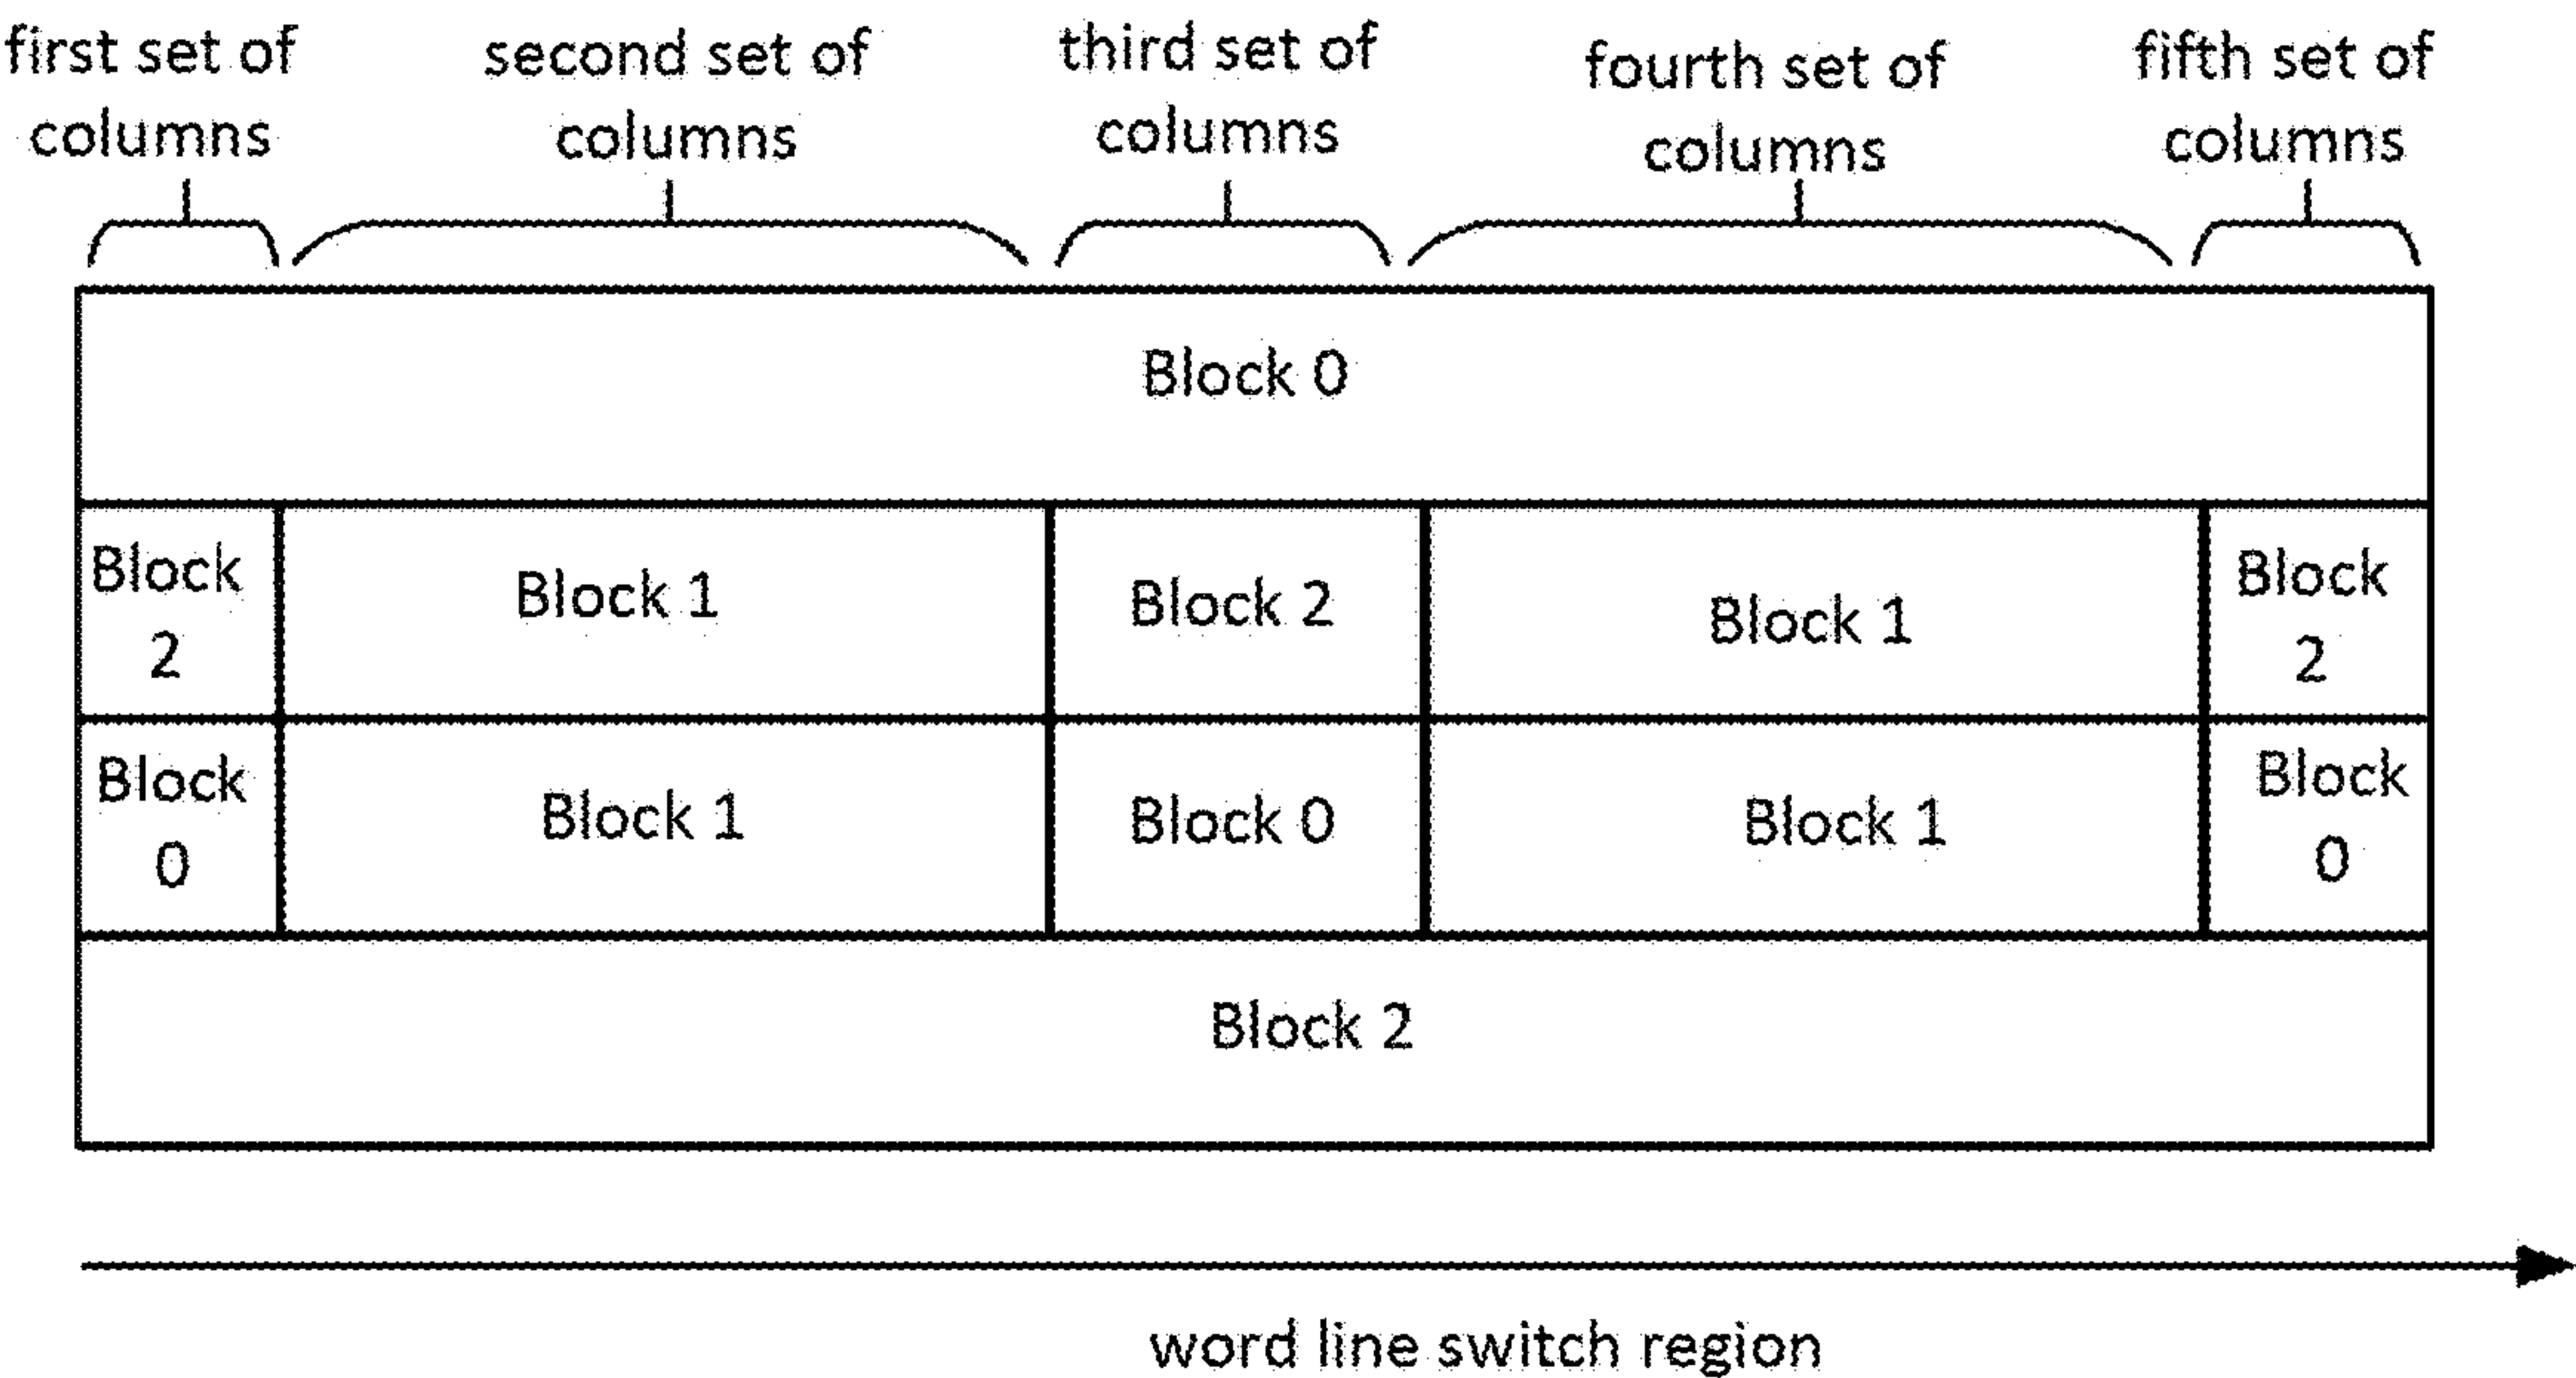 first set of
columns
second set of
columns
third set of
columns
fourth set of
columns
fifth set of
columns
Block 0
Block
2
Block 1
Block 2
Block 1
Block
2
Block
0
Block 1
Block 0
Block 1
Block
0
Block 2
word line switch region